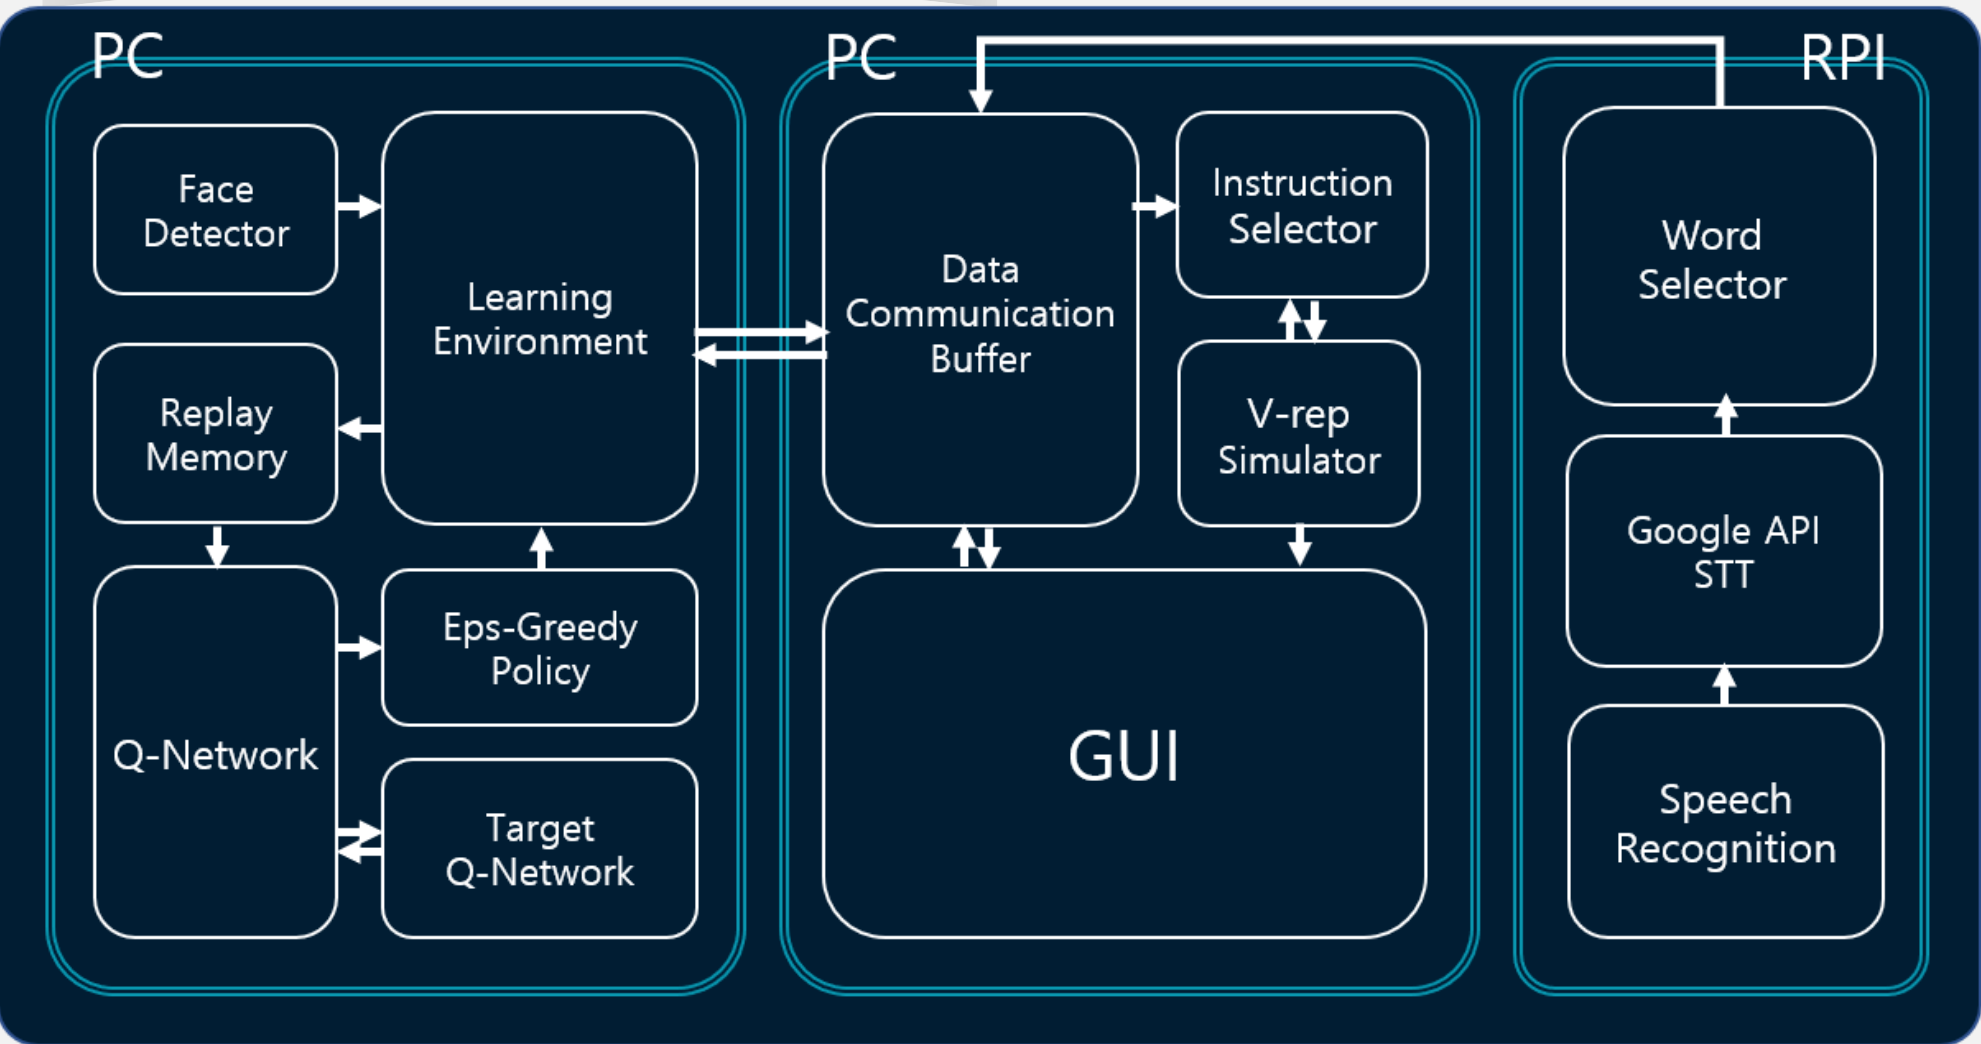 PC
Face
Detector
Learning
Environment
Replay
Memory
Q-Network
Eps-Greedy
Policy
Target
Q-Network
PC
Data
Communication
Buffer
Instruction
Selector
V-rep
Simulator
GUI
RPI
Word
Selector
Google API
STT
Speech
Recognition